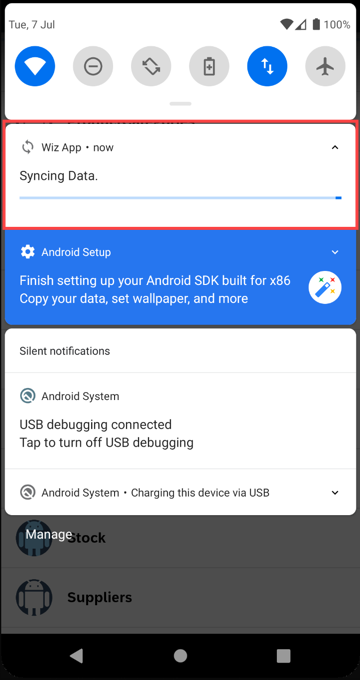 Tue, 7 Jul 100%
Wiz App • now
Syncing Data.
Android Setup
Finish setting up your Android SDK built for x86
Copy your data, set wallpaper, and more
Silent notifications
Android System
USB debugging connected
Tap to turn off USB debugging
Android System • Charging this device via USB
Manage
Stock
Suppliers